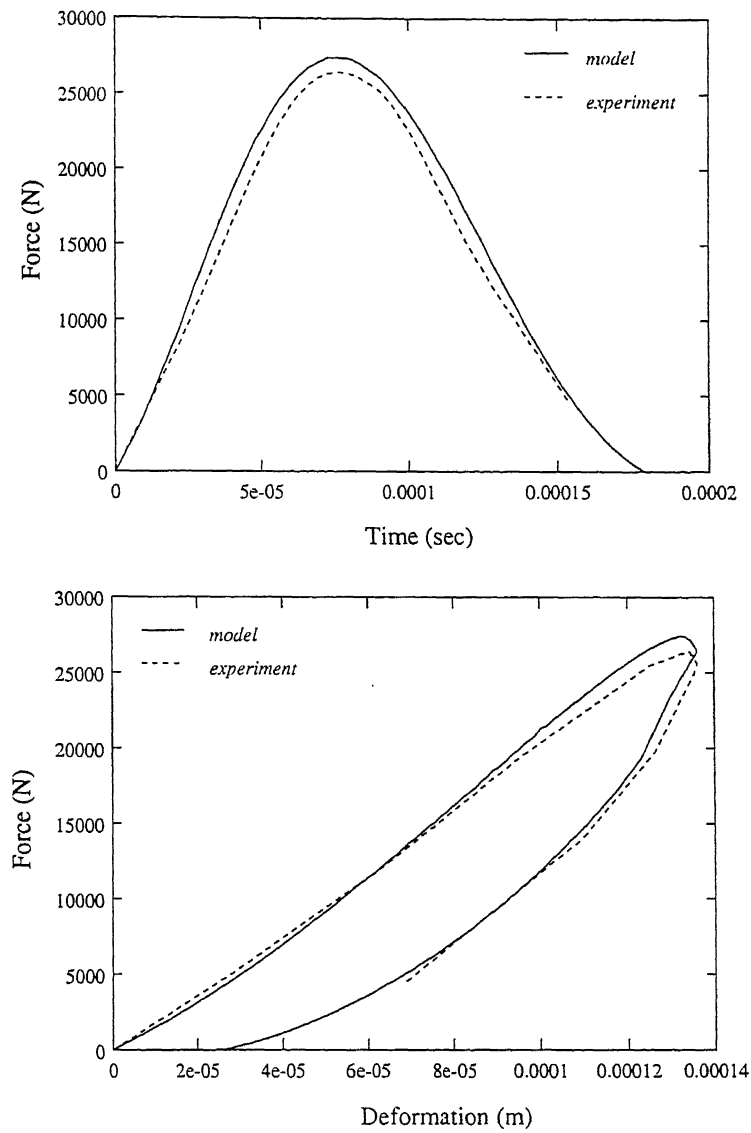 30000
25000
20000
15000
10000
5000
0
Force (N)
model
experiment
0
5e-05
0.0001
0.00015
0.0002
Time (sec)
30000
25000
20000
15000
10000
5000
0
Force (N)
model
experiment
0
2e-05
4e-05
6e-05
8e-05
0.0001
0.00012
0.00014
Deformation (m)